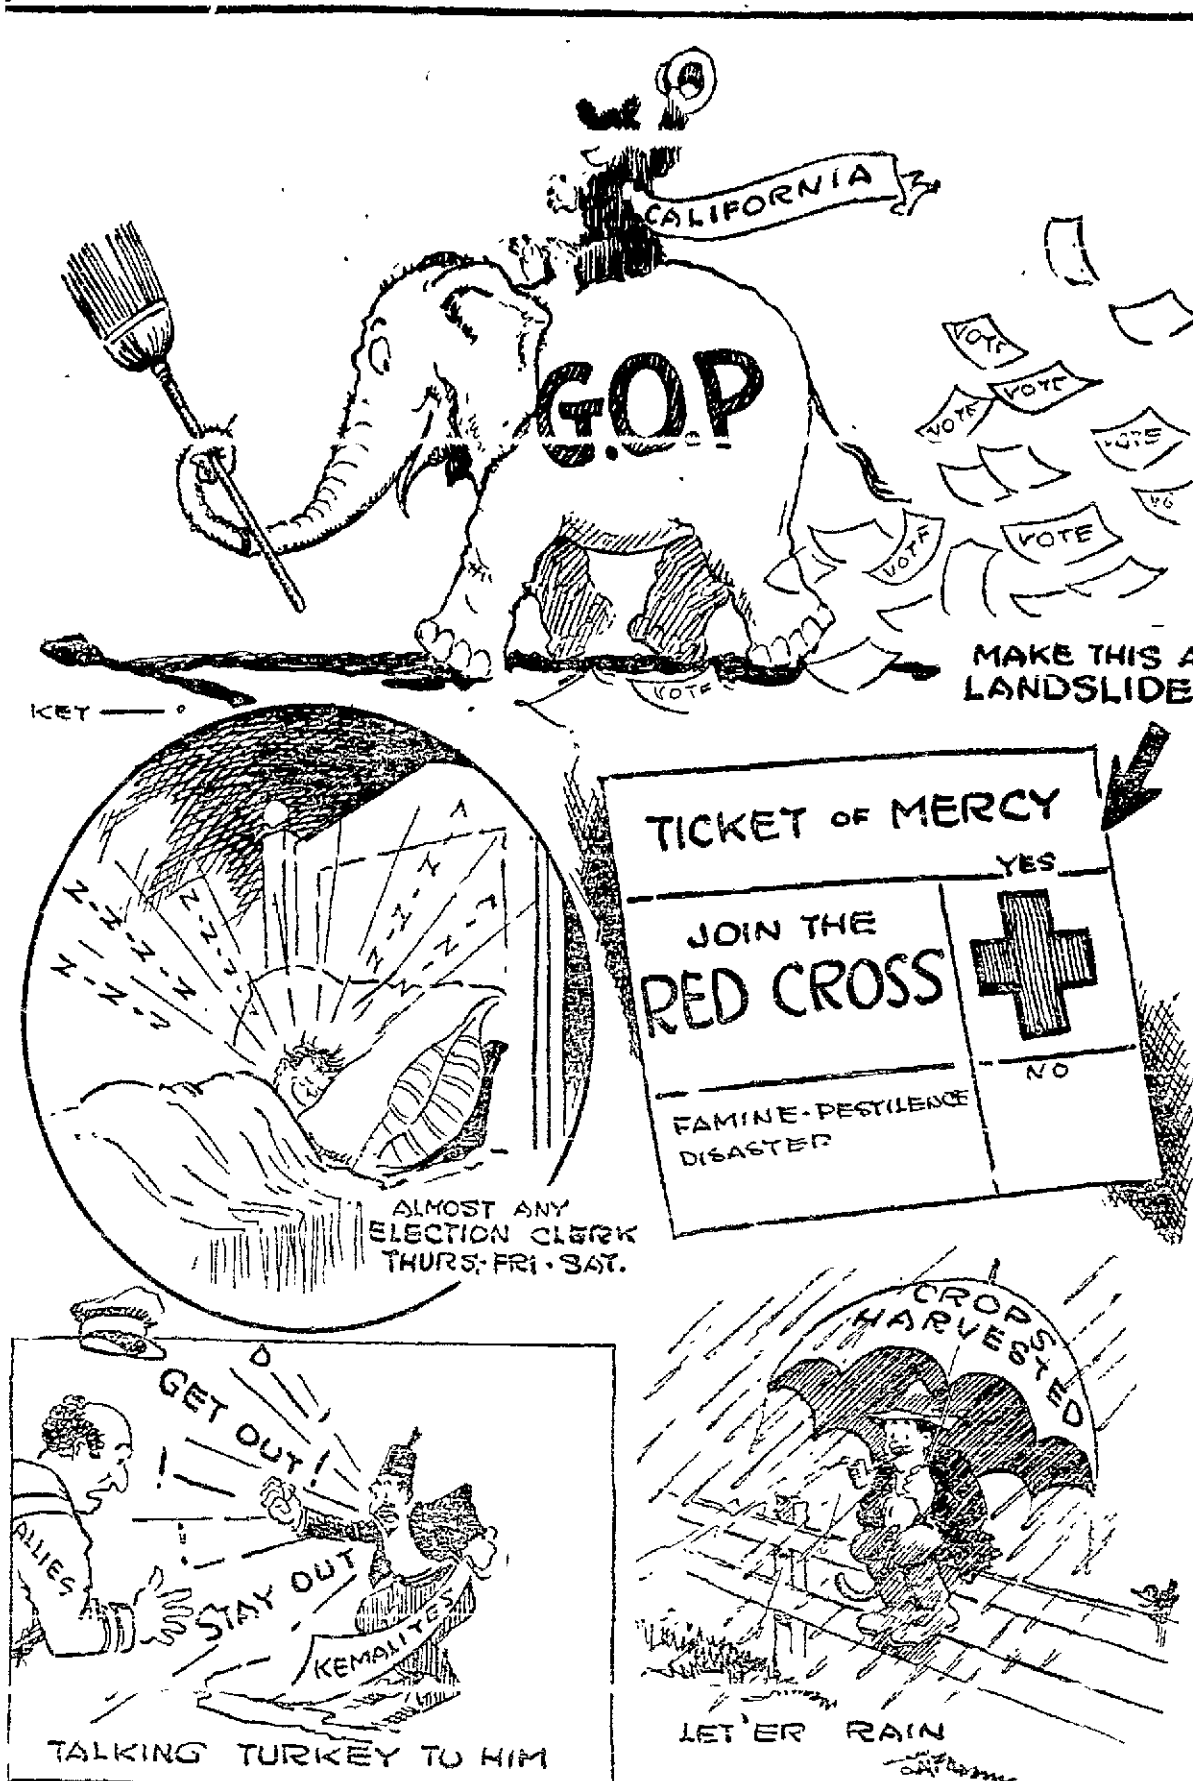 CALIFORNIA
G.O.P
VOTE
VOTE
VOTE
VOTE
VOTE
VOTE
VOTE
MAKE THIS A
LANDSLIDE
KET
TICKET OF MERCY
YES
JOIN THE
RED CROSS
NO
FAMINE-PESTILENCE
DISASTER
Z-Z-Z-Z-Z
Z-Z-Z-Z
Z-Z-Z-Z
ALMOST ANY
ELECTION CLERK
THURS,-FRI-SAT.
GET
OUT!
STAY OUT
ALLIES
KEMALITES
TALKING TURKEY TO HIM
CROPS
HARVESTED
LET'ER RAIN